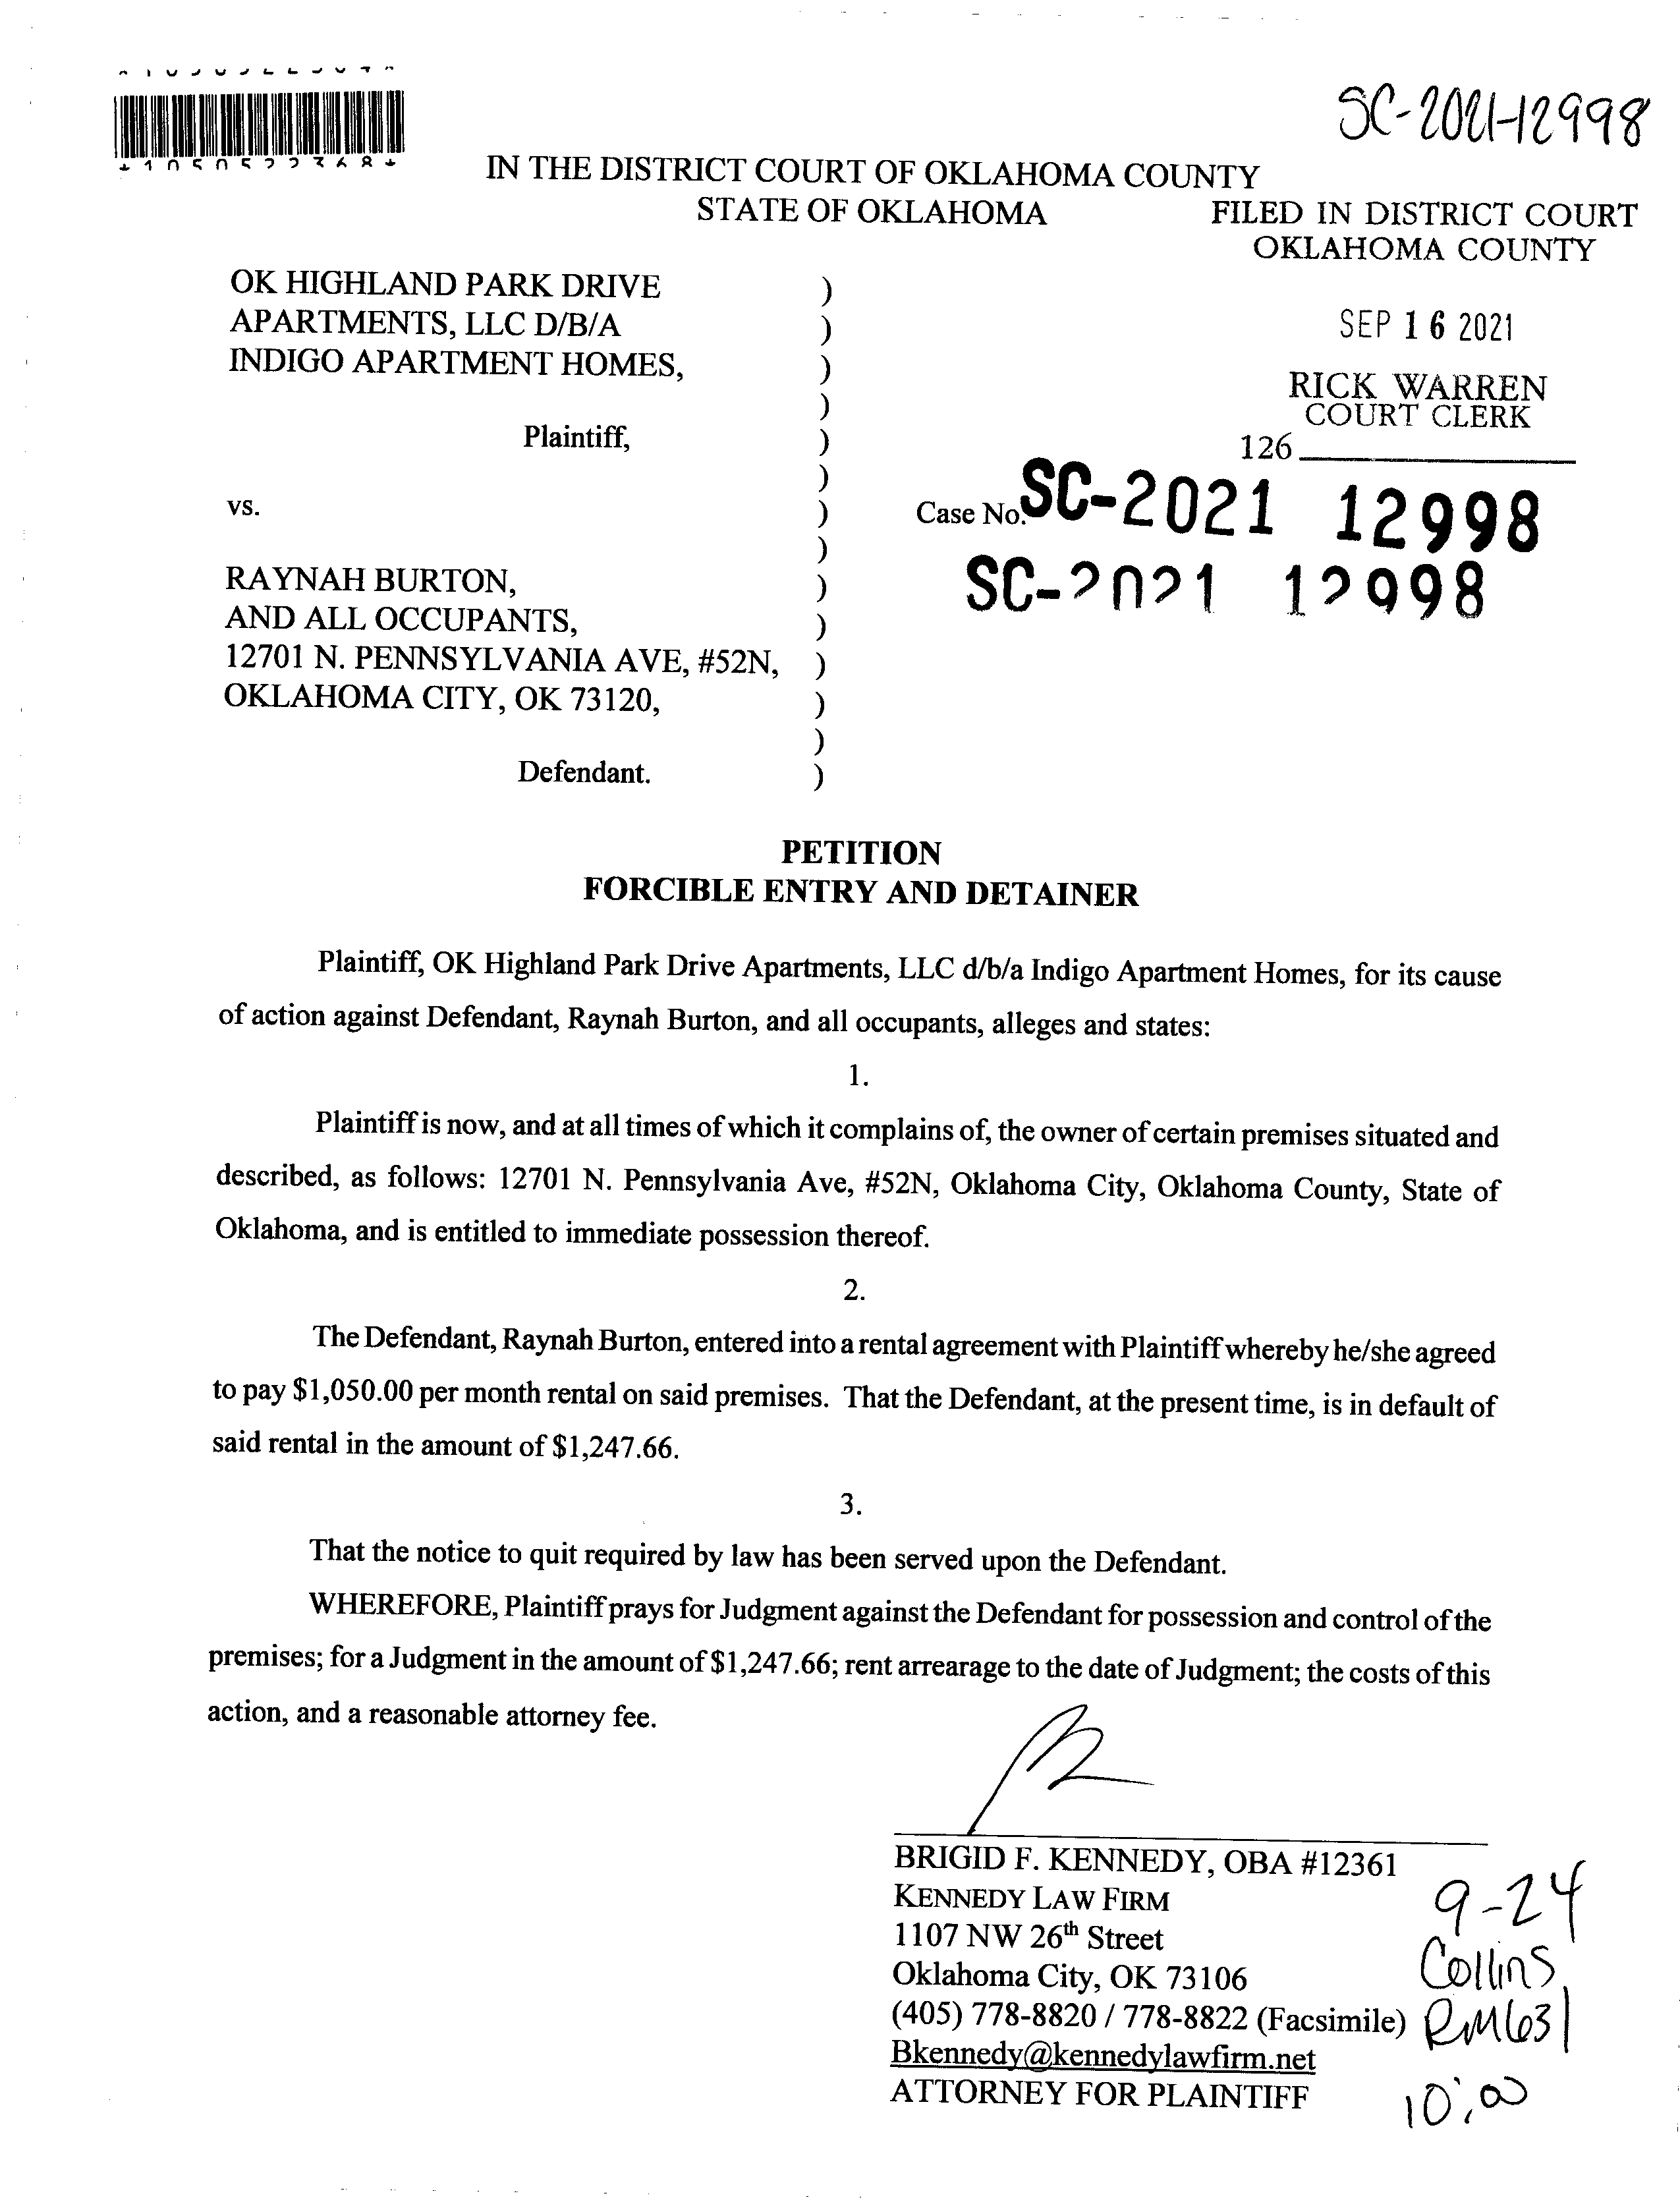 SC-2021-12998
IN THE DISTRICT COURT OF OKLAHOMA COUNTY
STATE OF OKLAHOMA
FILED IN DISTRICT COURT
OKLAHOMA COUNTY
SEP 16 2021
RICK WARREN
COURT CLERK
126
OK HIGHLAND PARK DRIVE )
APARTMENTS, LLC D/B/A )
INDIGO APARTMENT HOMES, )
)
Plaintiff, )
)
vs. ) Case No. SC-2021 12998
) SC-2021 12998
RAYNAH BURTON, )
AND ALL OCCUPANTS, )
12701 N. PENNSYLVANIA AVE, #52N, )
OKLAHOMA CITY, OK 73120, )
)
Defendant. )
PETITION
FORCIBLE ENTRY AND DETAINER
Plaintiff, OK Highland Park Drive Apartments, LLC d/b/a Indigo Apartment Homes, for its cause
of action against Defendant, Raynah Burton, and all occupants, alleges and states:
1.
Plaintiff is now, and at all times of which it complains of, the owner of certain premises situated and
described, as follows: 12701 N. Pennsylvania Ave, #52N, Oklahoma City, Oklahoma County, State of
Oklahoma, and is entitled to immediate possession thereof.
2.
The Defendant, Raynah Burton, entered into a rental agreement with Plaintiff whereby he/she agreed
to pay $1,050.00 per month rental on said premises. That the Defendant, at the present time, is in default of
said rental in the amount of $1,247.66.
3.
That the notice to quit required by law has been served upon the Defendant.
WHEREFORE, Plaintiff prays for Judgment against the Defendant for possession and control of the
premises; for a Judgment in the amount of $1,247.66; rent arrearage to the date of Judgment; the costs of this
action, and a reasonable attorney fee.
BRIGID F. KENNEDY, OBA #12361
KENNEDY LAW FIRM
1107 NW 26th Street
Oklahoma City, OK 73106
(405) 778-8820 / 778-8822 (Facsimile)
Bkennedy@kennedylawfirm.net
ATTORNEY FOR PLAINTIFF
9-24
Collins
RM631
10:00